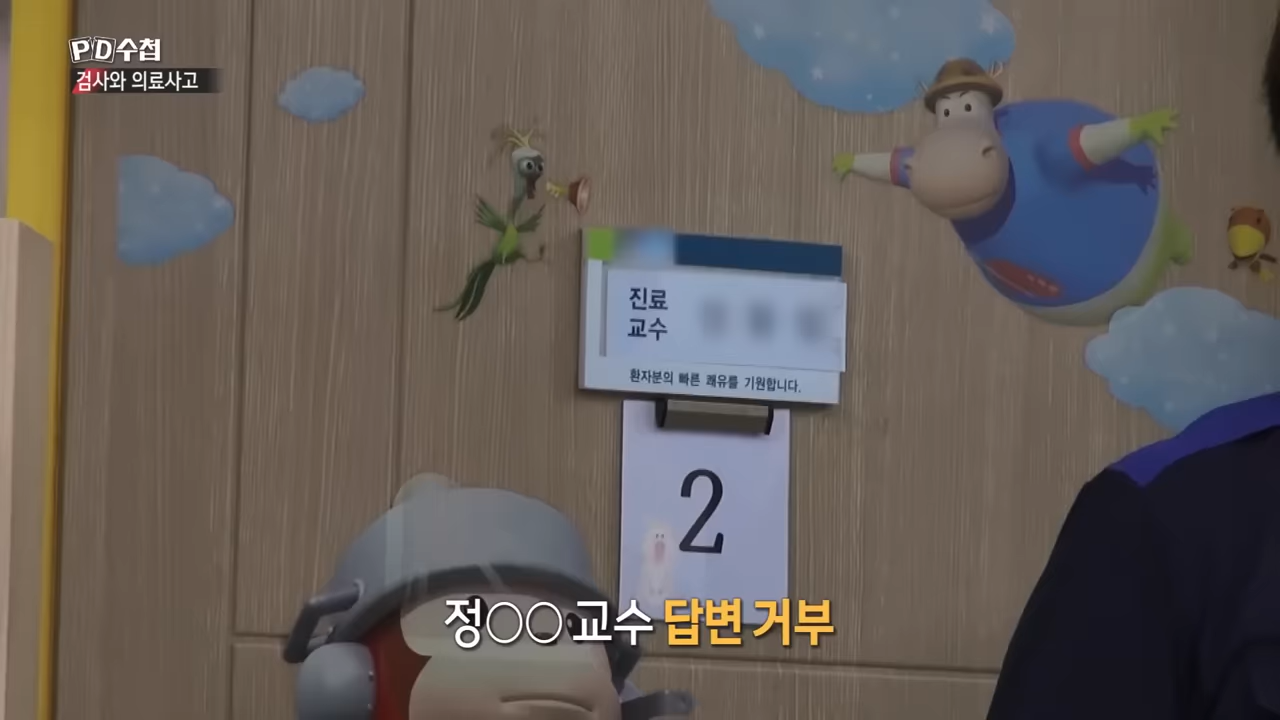 PD수첩
검사와 의료사고
진료
교수
환자분의 빠른 쾌유를 기원합니다.
2
정○○ 교수 답변 거부